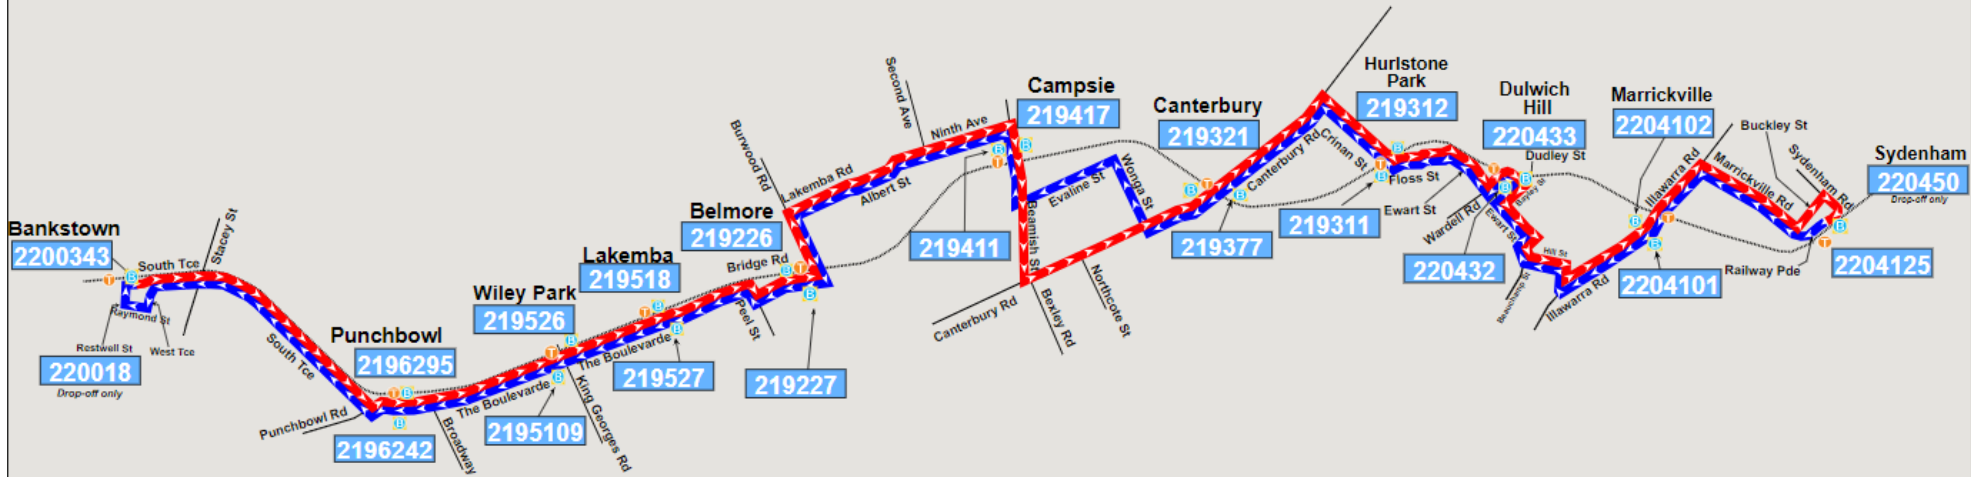 Bankstown
2200343
South Tce
Stacey St
Raymond St
Restwell St
West Tce
220018
Drop-off only
South Tce
Punchbowl Rd
Punchbowl
2196295
2196242
The Boulevarde
Broadway
Wiley Park
219526
2195109
King Georges Rd
Lakemba
219518
The Boulevarde
219527
Belmore
219226
Bridge Rd
Peel St
219227
Burwood Rd
Lakemba Rd
Albert St
Second Ave
Ninth Ave
Campsie
219417
219411
Beamish St
Evaline St
Wonga St
Canterbury Rd
Bexley Rd
Northcote St
Canterbury
219321
219377
Canterbury Rd
Crinan St
Hurlstone
Park
219312
219311
Floss St
Ewart St
Wardell Rd
Dulwich
Hill
220433
Dudley St
Bayley St
220432
Ewart St
Hill St
Beauchamp St
Illawarra Rd
Marrickville
2204102
2204101
Illawarra Rd
Marrickville Rd
Buckley St
Sydenham Rd
Railway Pde
Sydenham
220450
Drop-off only
2204125
T
B
T
B
B
T
B
B
T
B
B
B
T
B
B
T
B
B
T
B
T
B
B
T
B
T
B
B
B
T
B
B
T